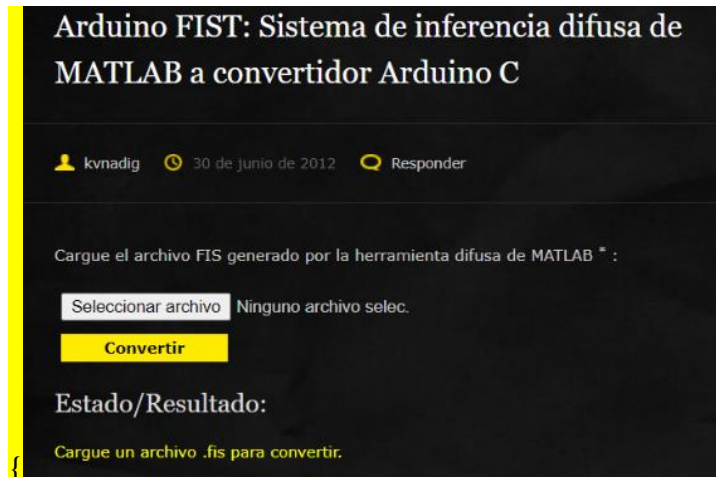 Arduino FIST: Sistema de inferencia difusa de
MATLAB a convertidor Arduino C
kvnadig 30 de junio de 2012 Responder
Cargue el archivo FIS generado por la herramienta difusa de MATLAB * :
Seleccionar archivo Ninguno archivo selec.
Convertir
Estado/Resultado:
Cargue un archivo .fis para convertir.
{